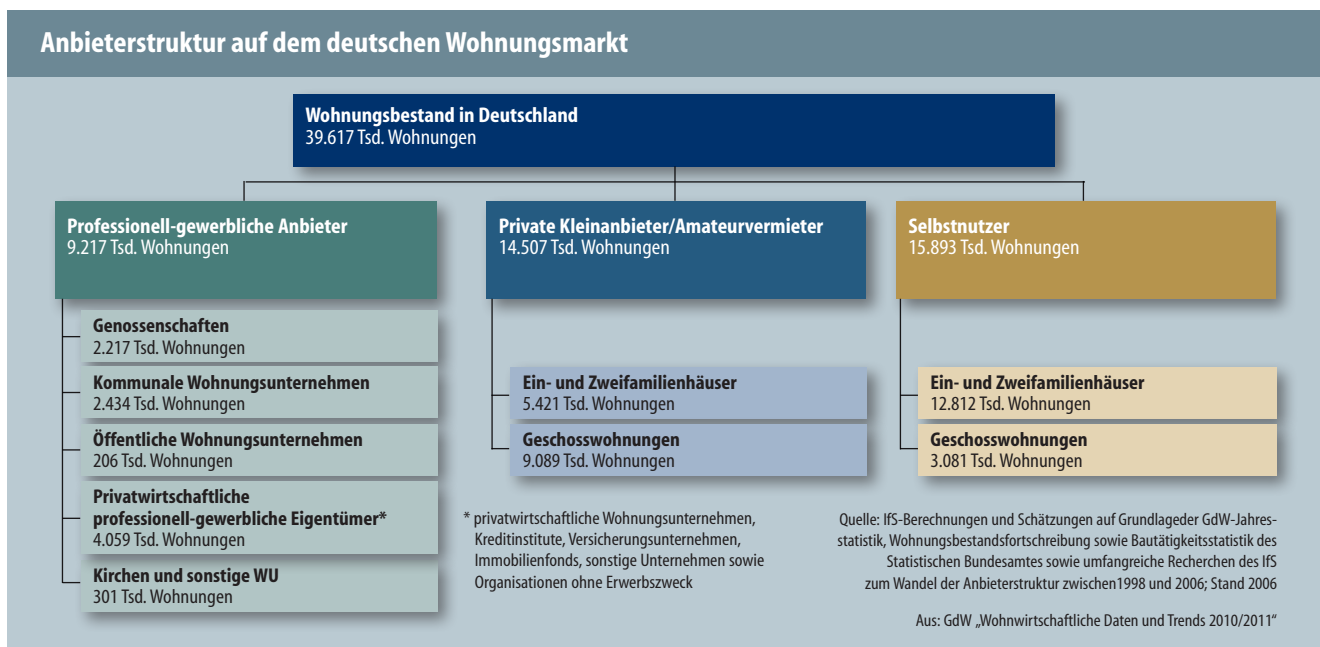 Anbieterstruktur auf dem deutschen Wohnungsmarkt
Wohnungsbestand in Deutschland
39.617 Tsd. Wohnungen
Professionell-gewerbliche Anbieter
9.217 Tsd. Wohnungen
Genossenschaften
2.217 Tsd. Wohnungen
Kommunale Wohnungsunternehmen
2.434 Tsd. Wohnungen
Öffentliche Wohnungsunternehmen
206 Tsd. Wohnungen
Privatwirtschaftliche
professionell-gewerbliche Eigentümer*
4.059 Tsd. Wohnungen
Kirchen und sonstige WU
301 Tsd. Wohnungen
Private Kleinanbieter/Amateurvermieter
14.507 Tsd. Wohnungen
Ein- und Zweifamilienhäuser
5.421 Tsd. Wohnungen
Geschosswohnungen
9.089 Tsd. Wohnungen
Selbstnutzer
15.893 Tsd. Wohnungen
Ein- und Zweifamilienhäuser
12.812 Tsd. Wohnungen
Geschosswohnungen
3.081 Tsd. Wohnungen
* privatwirtschaftliche Wohnungsunternehmen,
Kreditinstitute, Versicherungsunternehmen,
Immobilienfonds, sonstige Unternehmen sowie
Organisationen ohne Erwerbszweck
Quelle: IfS-Berechnungen und Schätzungen auf Grundlageder GdW-Jahres-
statistik, Wohnungsbestandsfortschreibung sowie Bautätigkeitsstatistik des
Statistischen Bundesamtes sowie umfangreiche Recherchen des IfS
zum Wandel der Anbieterstruktur zwischen1998 und 2006; Stand 2006
Aus: GdW „Wohnwirtschaftliche Daten und Trends 2010/2011“